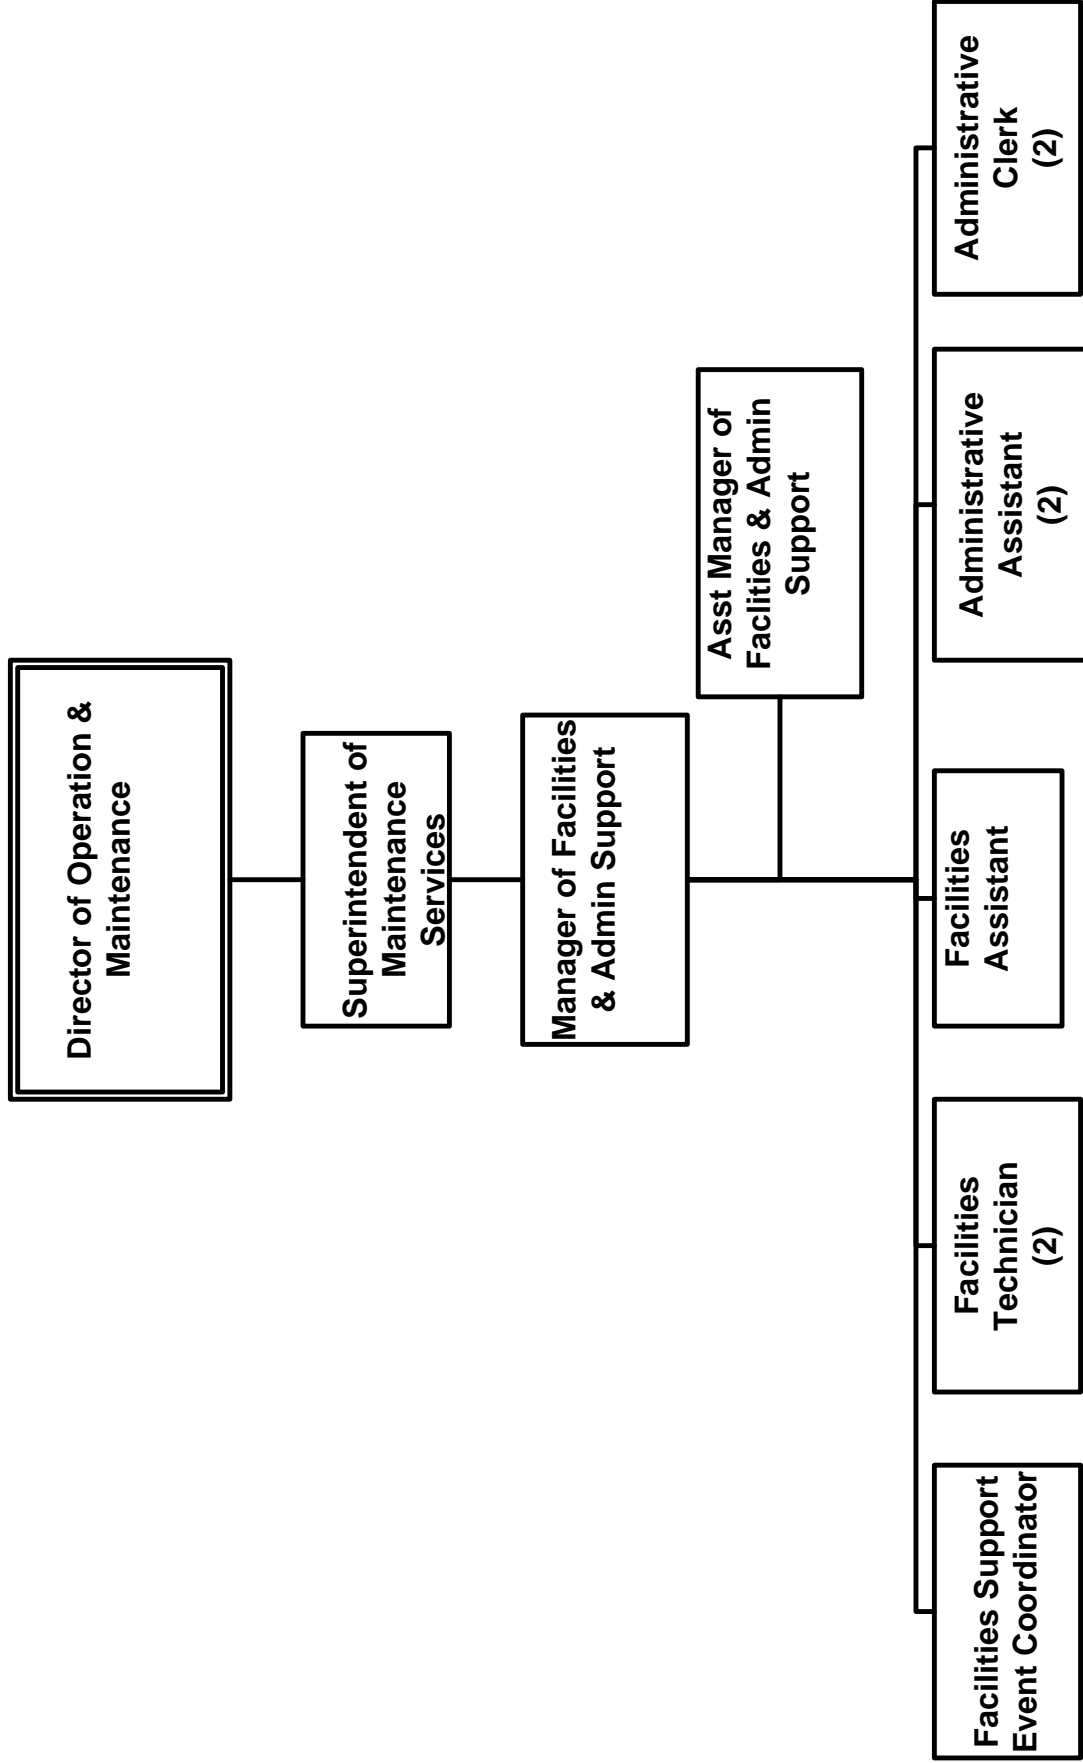 Director of Operation &
Maintenance
Superintendent of
Maintenance
Services
Manager of Facilities
& Admin Support
Asst Manager of
Faclities & Admin
Support
Facilities Support
Event Coordinator
Facilities
Technician
(2)
Facilities
Assistant
Administrative
Assistant
(2)
Administrative
Clerk
(2)